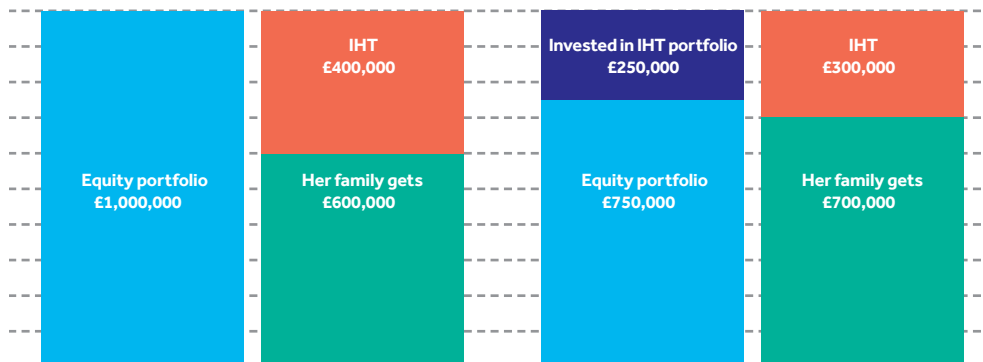 Equity portfolio
£1,000,000
IHT
£400,000
Her family gets
£600,000
Invested in IHT portfolio
£250,000
Equity portfolio
£750,000
IHT
£300,000
Her family gets
£700,000